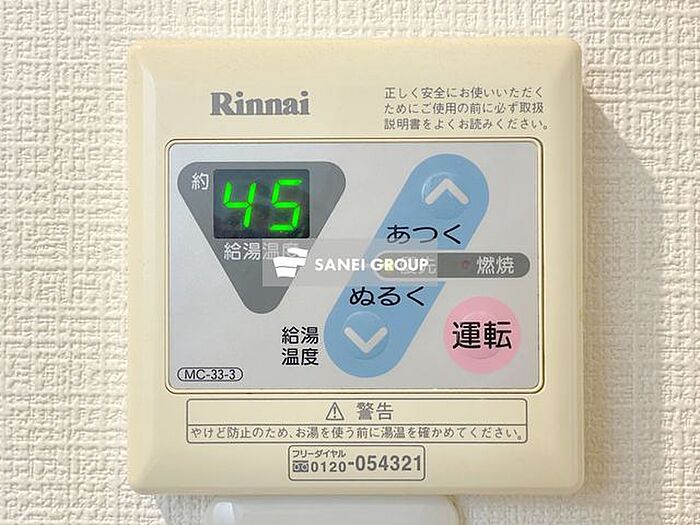 Rinnai
正しく安全にお使いいただく
ためにご使用の前に必ず取扱
説明書をよくお読みください。
約
45
給湯温度
あつく
SANEI GROUP
優先
燃焼
ぬるく
給湯
温度
運転
MC-33-3
⚠ 警告
やけど防止のため、お湯を使う前に湯温を確かめてください。
フリーダイヤル
0120-054321